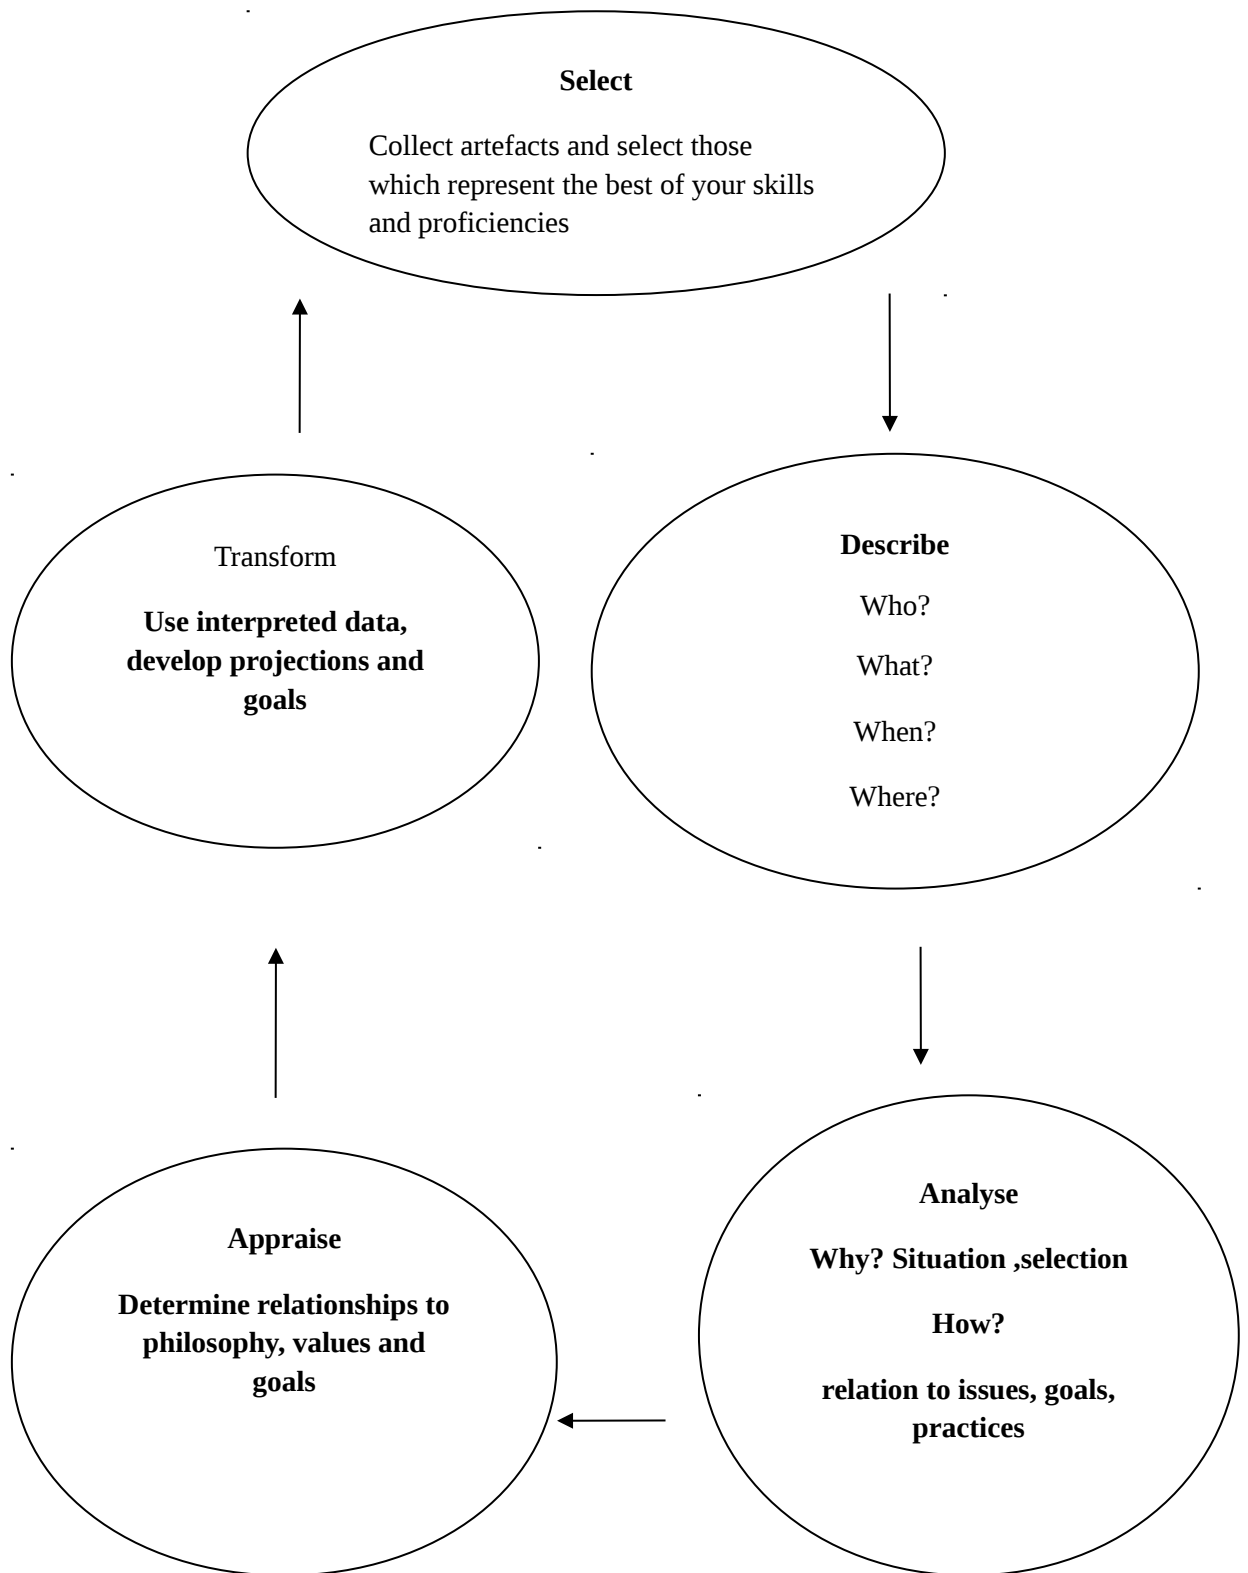 Select
Collect artefacts and select those
which represent the best of your skills
and proficiencies
Transform
Use interpreted data,
develop projections and
goals
Describe
Who?
What?
When?
Where?
Appraise
Determine relationships to
philosophy, values and
goals
Analyse
Why? Situation ,selection
How?
relation to issues, goals,
practices